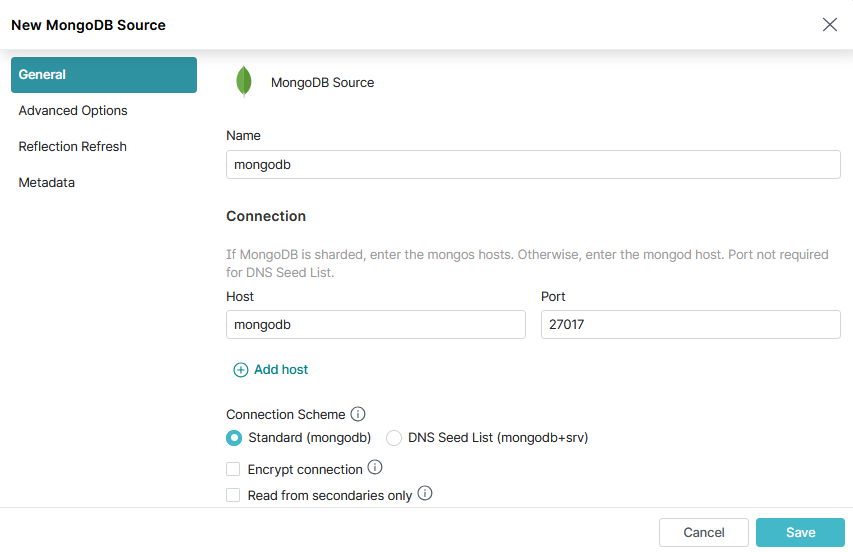 New MongoDB Source
General
Advanced Options
Reflection Refresh
Metadata
MongoDB Source
Name
mongodb
Connection
If MongoDB is sharded, enter the mongos hosts. Otherwise, enter the mongod host. Port not required
for DNS Seed List.
Host
Port
mongodb
27017
Add host
Connection Scheme
Standard (mongodb)
DNS Seed List (mongodb+srv)
Encrypt connection
Read from secondaries only
Cancel
Save